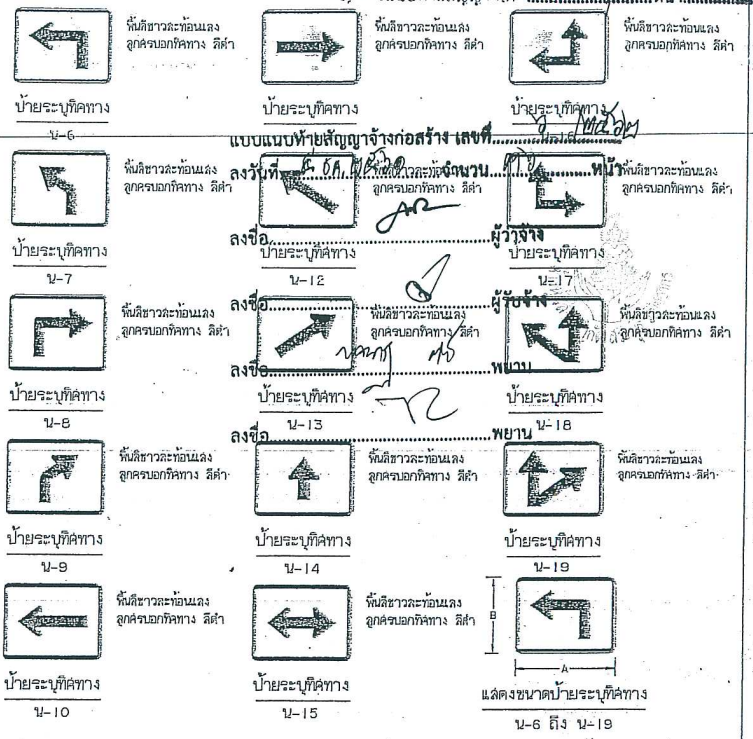 พื้นสีขาวสะท้อนแสง
ลูกศรบอกทิศทาง สีดำ
ป้ายระบุทิศทาง
น-6
พื้นสีขาวสะท้อนแสง
ลูกศรบอกทิศทาง สีดำ
ป้ายระบุทิศทาง
พื้นสีขาวสะท้อนแสง
ลูกศรบอกทิศทาง สีดำ
ป้ายระบุทิศทาง
น-16
แบบแนบท้ายสัญญาจ้างก่อสร้าง เลขที่
ลงวันที่ จำนวน หน้า
ลงชื่อ ผู้ว่าจ้าง
ลงชื่อ ผู้รับจ้าง
ลงชื่อ พยาน
ลงชื่อ พยาน
พื้นสีขาวสะท้อนแสง
ลูกศรบอกทิศทาง สีดำ
ป้ายระบุทิศทาง
น-7
ลูกศรบอกทิศทาง สีดำ
ป้ายระบุทิศทาง
น-12
พื้นสีขาวสะท้อนแสง
ลูกศรบอกทิศทาง สีดำ
ป้ายระบุทิศทาง
น-17
พื้นสีขาวสะท้อนแสง
ลูกศรบอกทิศทาง สีดำ
ป้ายระบุทิศทาง
น-8
พื้นสีขาวสะท้อนแสง
ลูกศรบอกทิศทาง สีดำ
ป้ายระบุทิศทาง
น-13
พื้นสีขาวสะท้อนแสง
ลูกศรบอกทิศทาง สีดำ
ป้ายระบุทิศทาง
น-18
พื้นสีขาวสะท้อนแสง
ลูกศรบอกทิศทาง สีดำ
ป้ายระบุทิศทาง
น-9
พื้นสีขาวสะท้อนแสง
ลูกศรบอกทิศทาง สีดำ
ป้ายระบุทิศทาง
น-14
พื้นสีขาวสะท้อนแสง
ลูกศรบอกทิศทาง สีดำ
ป้ายระบุทิศทาง
น-19
พื้นสีขาวสะท้อนแสง
ลูกศรบอกทิศทาง สีดำ
ป้ายระบุทิศทาง
น-10
พื้นสีขาวสะท้อนแสง
ลูกศรบอกทิศทาง สีดำ
ป้ายระบุทิศทาง
น-15
B
A
แสดงขนาดป้ายระบุทิศทาง
น-6 ถึง น-19